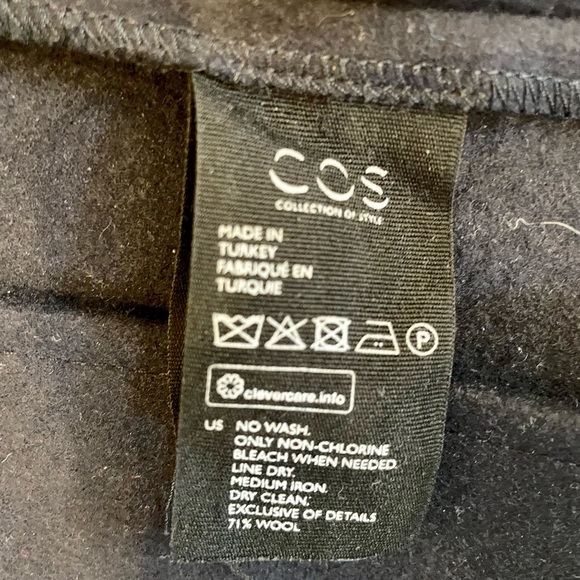 COS
COLLECTION OF STYLE
MADE IN
TURKEY
FABRIQUÉ EN
TURQUIE
P
clevercare.info
US NO WASH.
ONLY NON-CHLORINE
BLEACH WHEN NEEDED.
LINE DRY.
MEDIUM IRON.
DRY CLEAN.
EXCLUSIVE OF DETAILS
71% WOOL